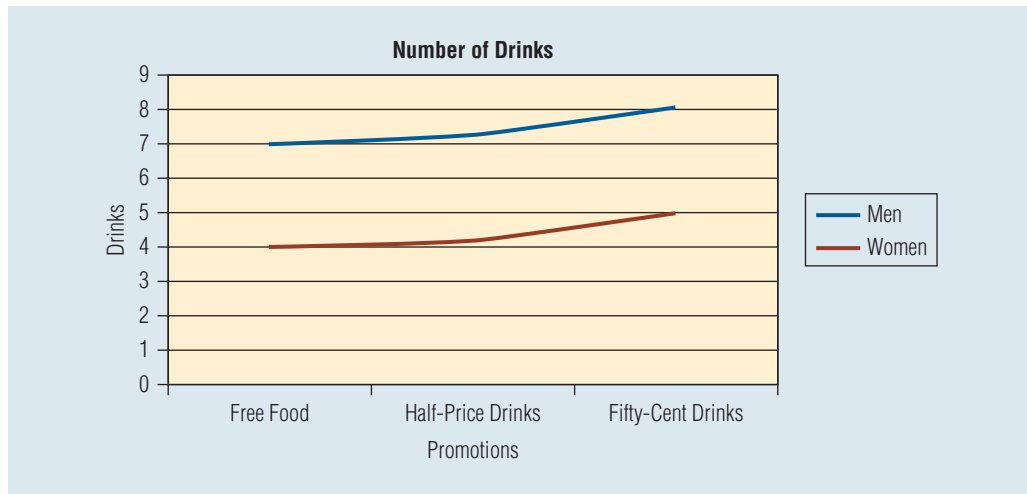 Number of Drinks
9
8
7
6
5
4
3
2
1
0
Drinks
Free Food
Half-Price Drinks
Fifty-Cent Drinks
Promotions
Men
Women